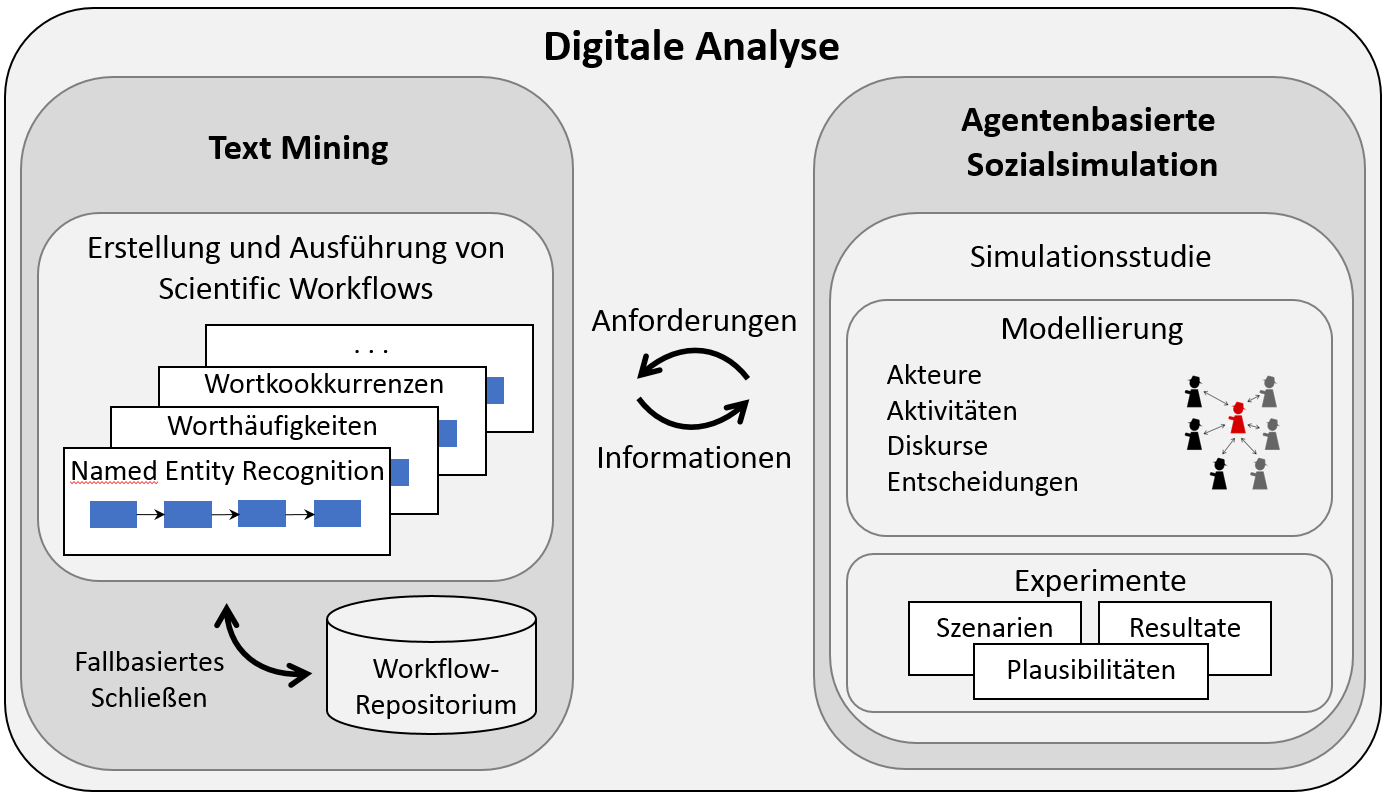 Digitale Analyse
Text Mining
Erstellung und Ausführung von
Scientific Workflows
. . .
Wortkookkurrenzen
Worthäufigkeiten
Named Entity Recognition
Fallbasiertes
Schließen
Workflow-
Repositorium
Anforderungen
Informationen
Agentenbasierte
Sozialsimulation
Simulationsstudie
Modellierung
Akteure
Aktivitäten
Diskurse
Entscheidungen
Experimente
Szenarien
Resultate
Plausibilitäten